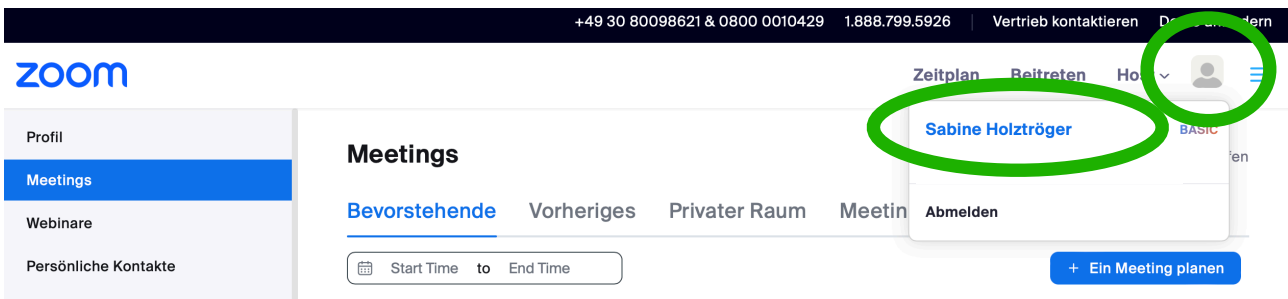 +49 30 80098621 & 0800 0010429 1.888.799.5926 Vertrieb kontaktieren
zoom
Zeitplan Beitreten
Profil
Meetings
Webinare
Persönliche Kontakte
Meetings
Bevorstehende Vorheriges Privater Raum
Start Time to End Time
+ Ein Meeting planen
Sabine Holztröger BASIC
Abmelden